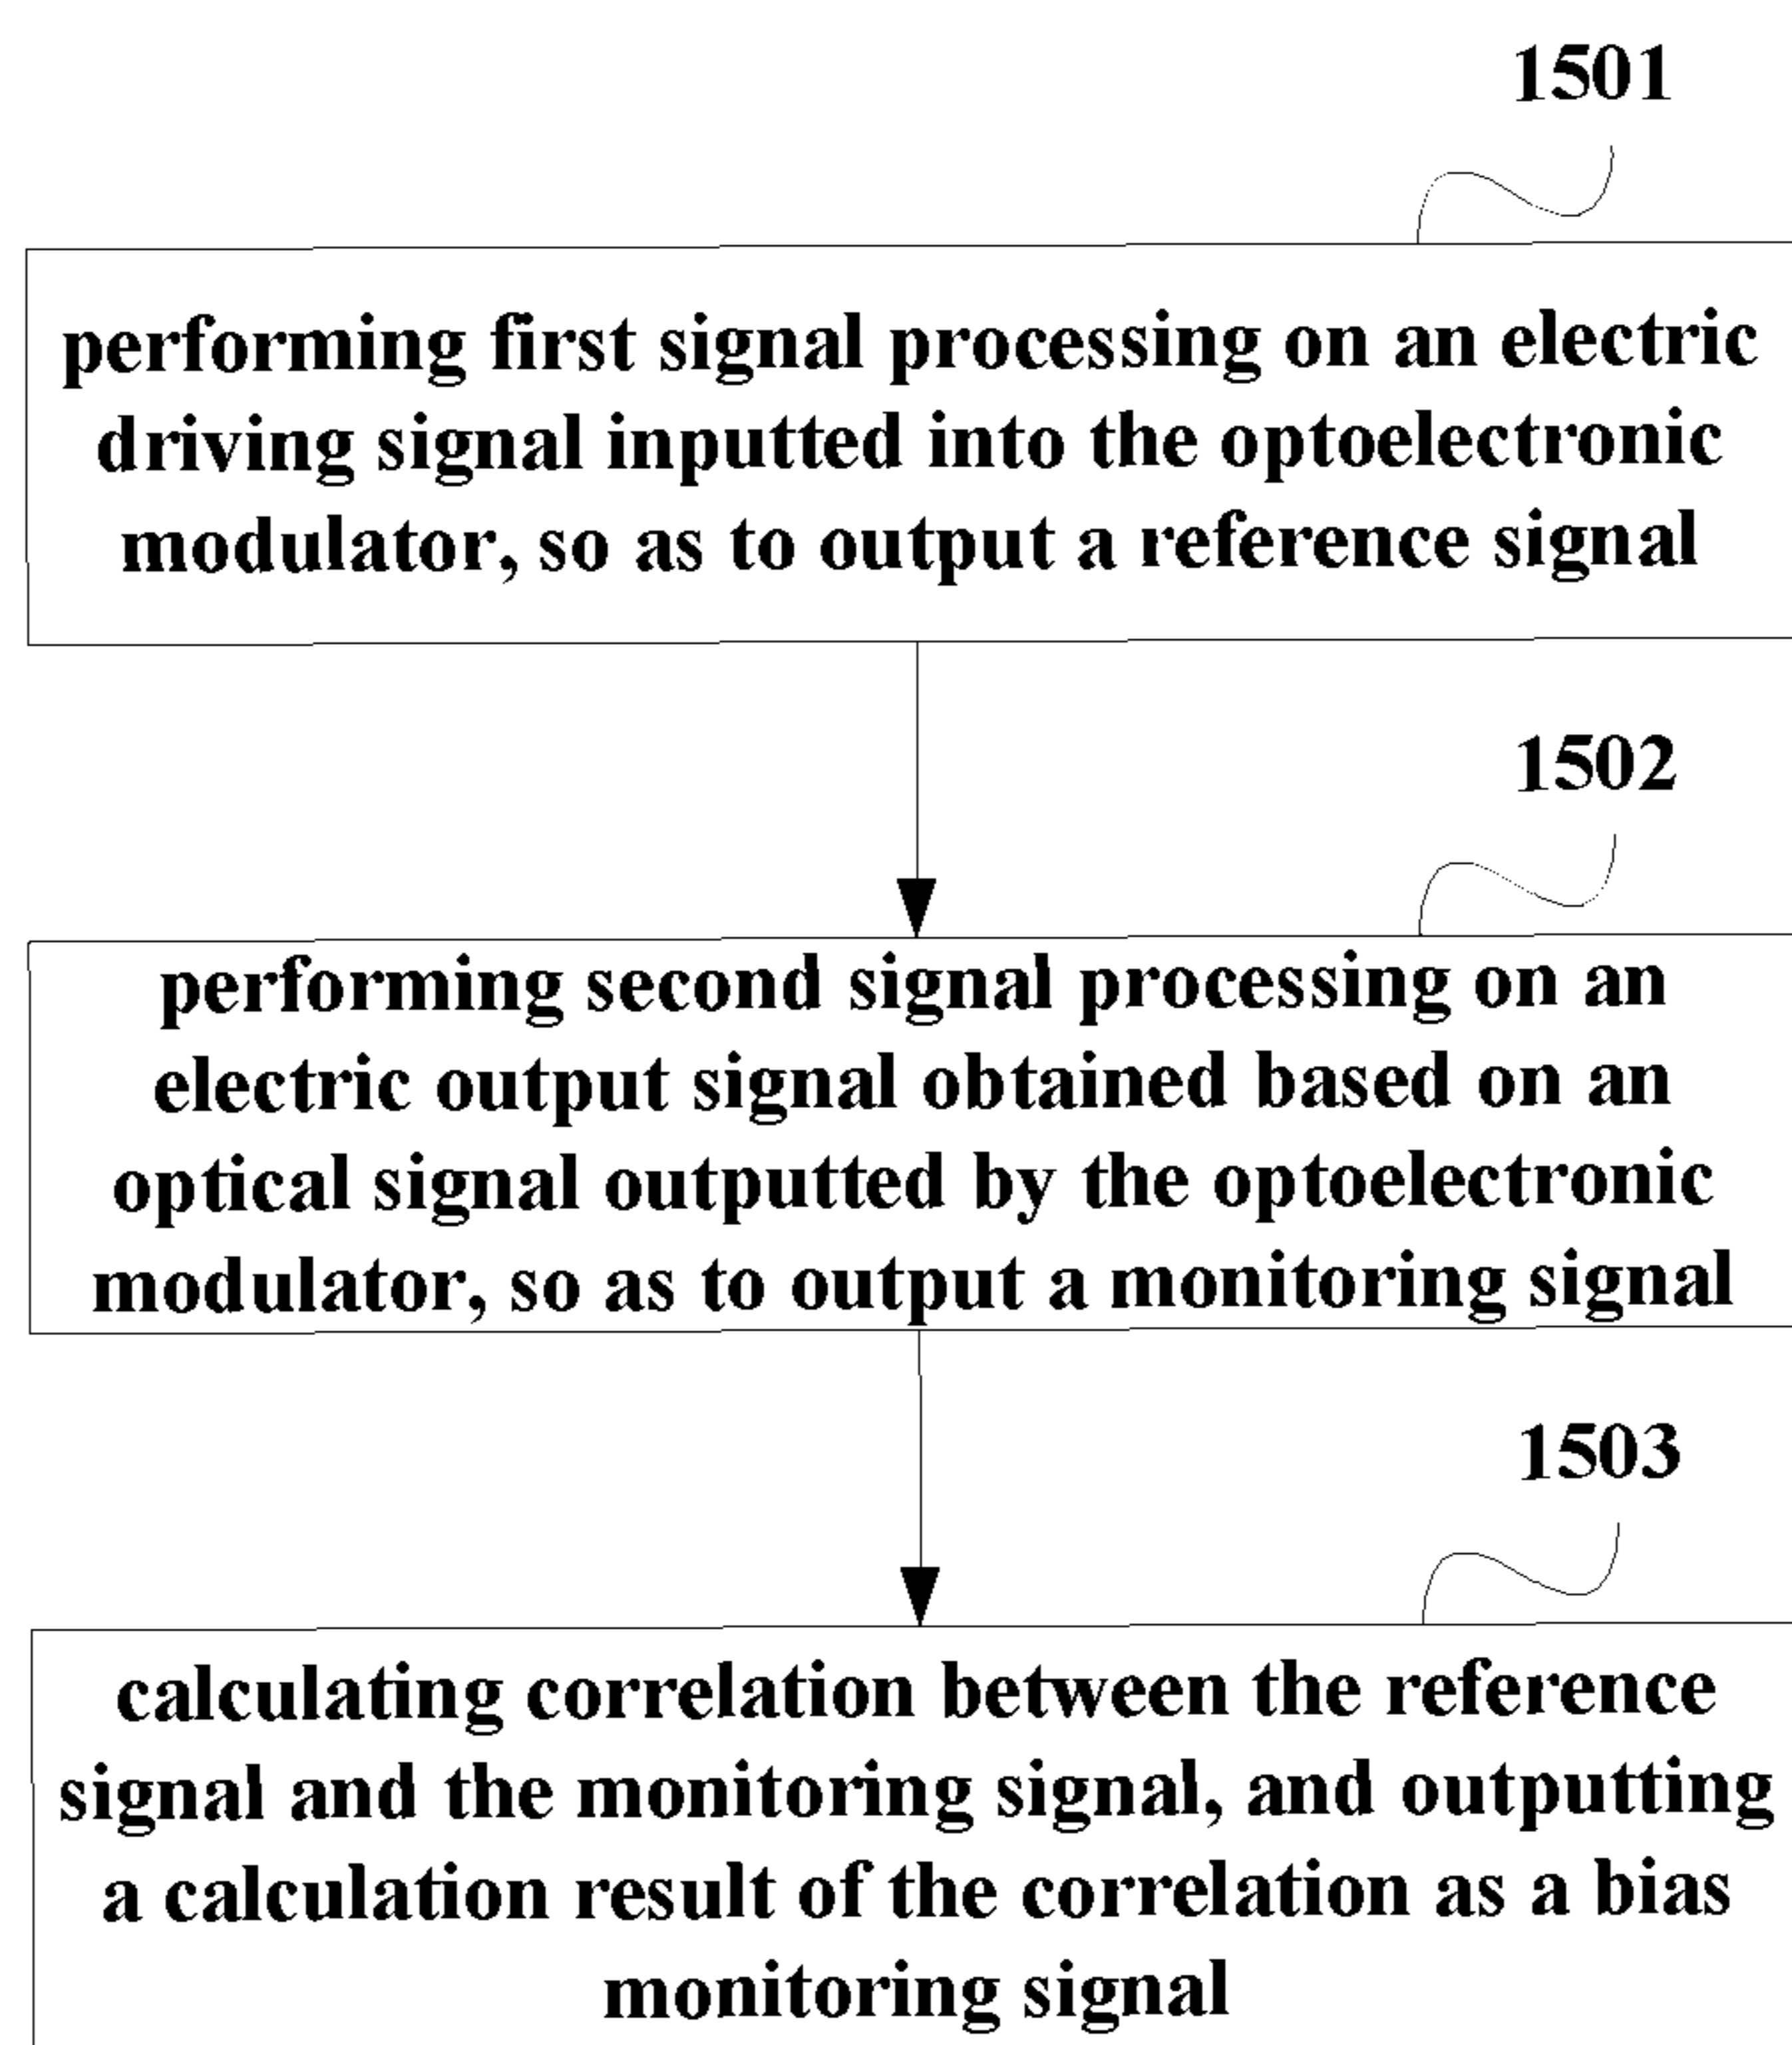 1501
performing first signal processing on an electric
driving signal inputted into the optoelectronic
modulator, so as to output a reference signal
1502
performing second signal processing on an
electric output signal obtained based on an
optical signal outputted by the optoelectronic
modulator, so as to output a monitoring signal
1503
calculating correlation between the reference
signal and the monitoring signal, and outputting
a calculation result of the correlation as a bias
monitoring signal